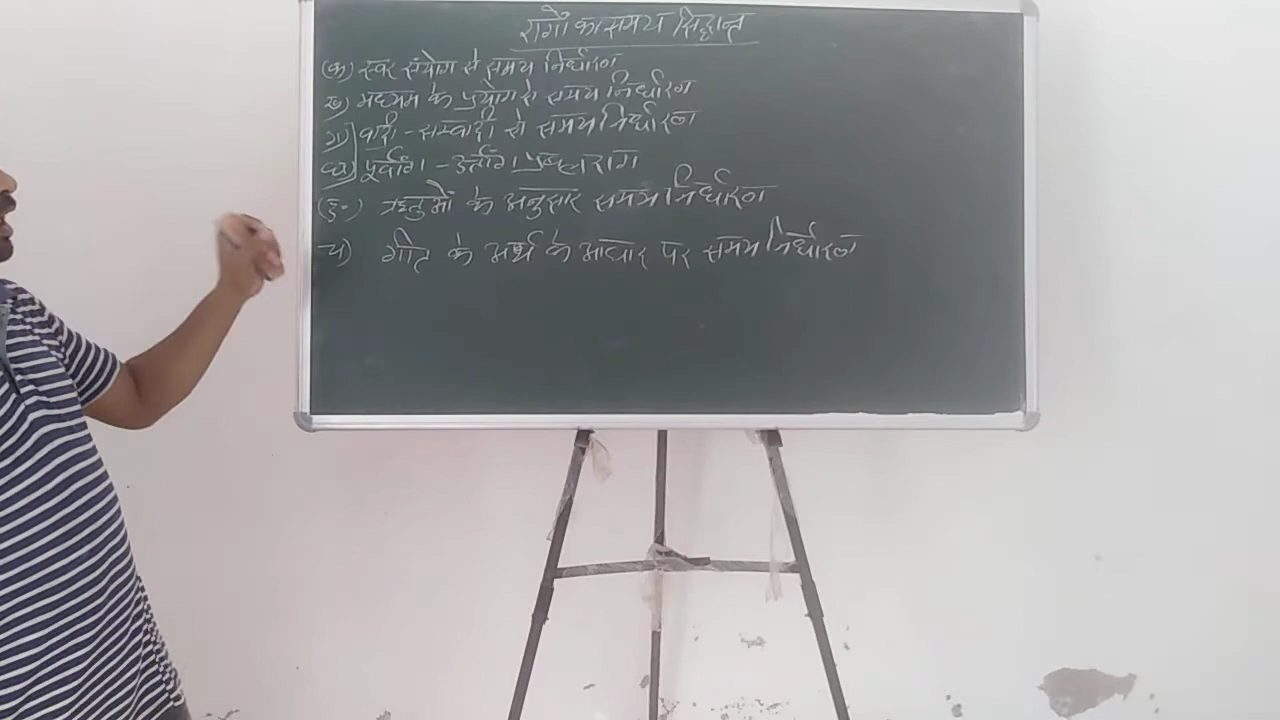 रागों का समय सिद्धान्त
(क) स्वर संयोग से समय निर्धारण
ख) मध्यम के प्रयोग से समय निर्धारण
ग) वादी - सम्वादी से समय निर्धारण
घ) पूर्वांग - उत्तरांग प्रबल राग
(ङ) ऋतुओं के अनुसार समय निर्धारण
च) गीत के अर्थ के आधार पर समय निर्धारण